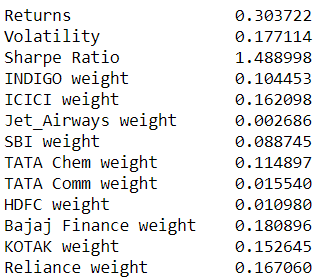 Returns 0.303722
Volatility 0.177114
Sharpe Ratio 1.488998
INDIGO weight 0.104453
ICICI weight 0.162098
Jet_Airways weight 0.002686
SBI weight 0.088745
TATA Chem weight 0.114897
TATA Comm weight 0.015540
HDFC weight 0.010980
Bajaj Finance weight 0.180896
KOTAK weight 0.152645
Reliance weight 0.167060